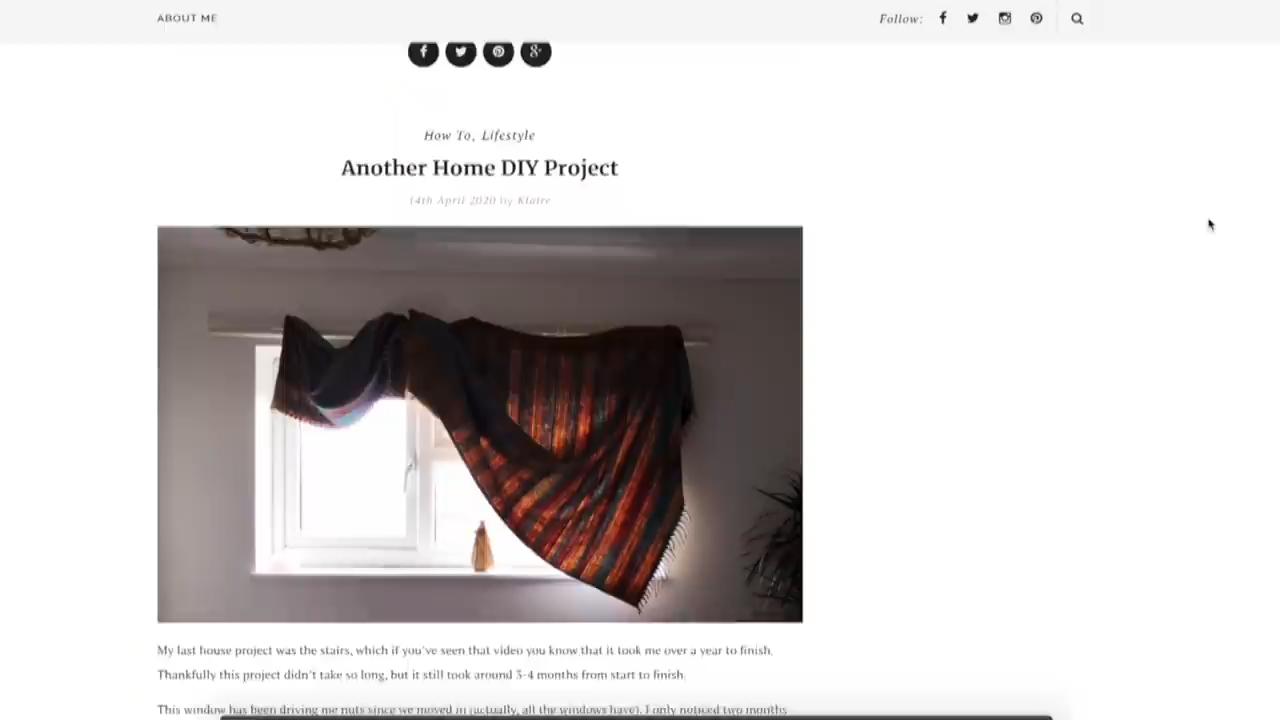 ABOUT ME
Follow:
How To, Lifestyle
Another Home DIY Project
14th April 2020 by Klaire
My last house project was the stairs, which if you've seen that video you know that it took me over a year to finish.
Thankfully this project didn't take so long, but it still took around 3-4 months from start to finish.
This window has been driving me nuts since we moved in (actually, all the windows have). I only noticed two months